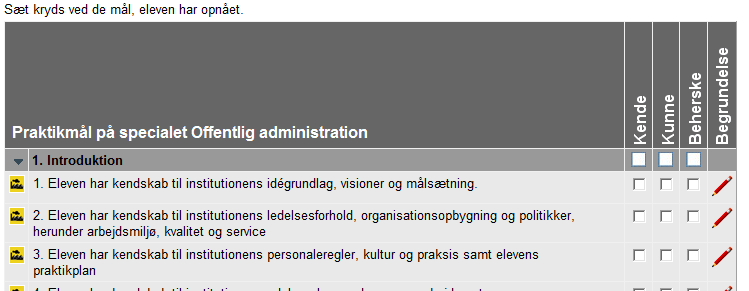 Sæt kryds ved de mål, eleven har opnået.
Praktikmål på specialet Offentlig administration
Kende
Kunne
Beherske
Begrundelse
1. Introduktion
1. Eleven har kendskab til institutionens idégrundlag, visioner og målsætning.
2. Eleven har kendskab til institutionens ledelsesforhold, organisationsopbygning og politikker,
herunder arbejdsmiljø, kvalitet og service
3. Eleven har kendskab til institutionens personaleregler, kultur og praksis samt elevens
praktikplan